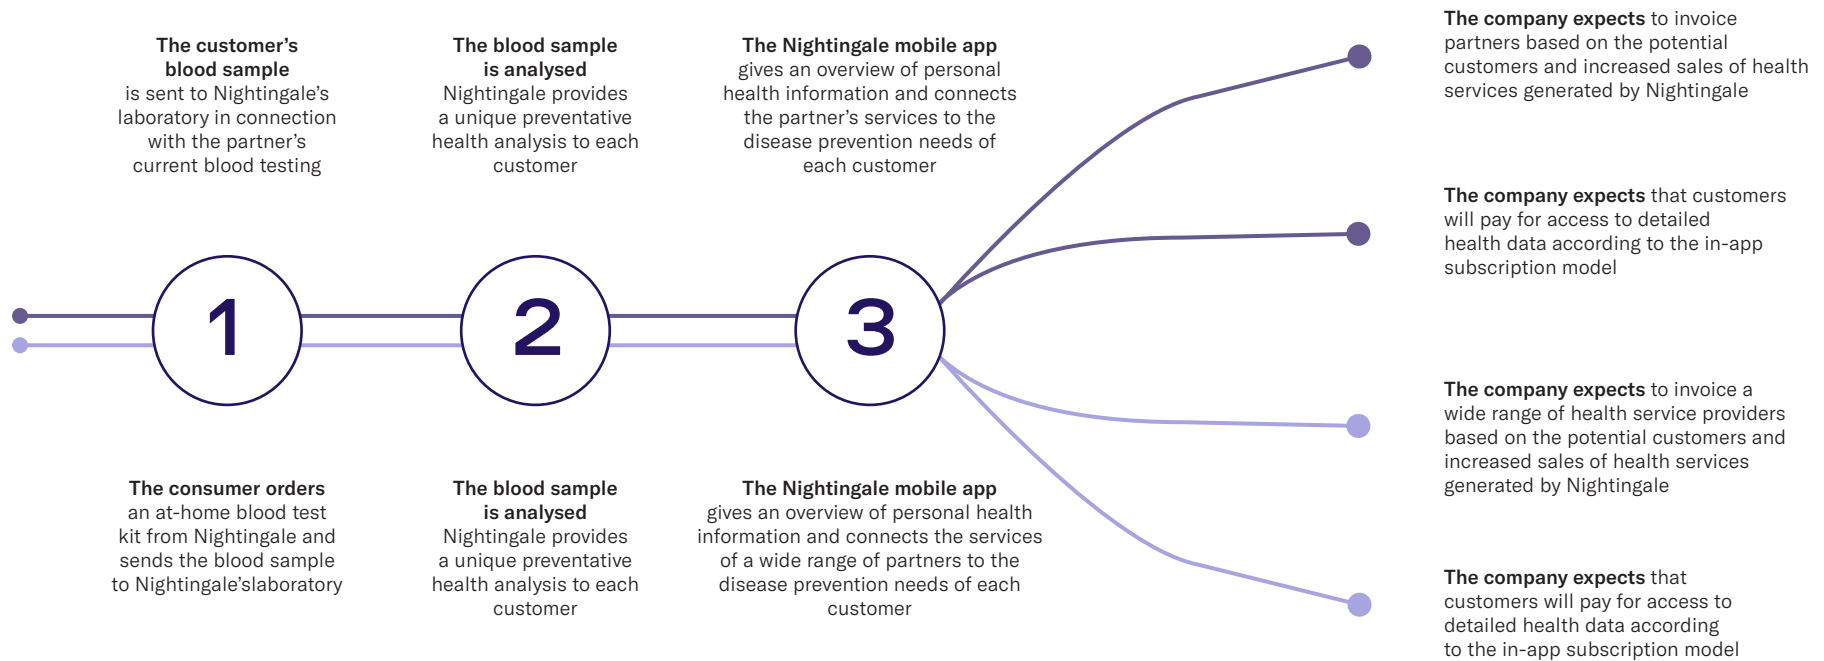 The customer's
blood sample
is sent to Nightingale's
laboratory in connection
with the partner's
current blood testing
The blood sample
is analysed
Nightingale provides
a unique preventative
health analysis to each
customer
The Nightingale mobile app
gives an overview of personal
health information and connects
the partner's services to the
disease prevention needs of
each customer
The company expects to invoice
partners based on the potential
customers and increased sales of health
services generated by Nightingale
The company expects that customers
will pay for access to detailed
health data according to the in-app
subscription model
1
2
3
The consumer orders
an at-home blood test
kit from Nightingale and
sends the blood sample
to Nightingale'slaboratory
The blood sample
is analysed
Nightingale provides
a unique preventative
health analysis to each
customer
The Nightingale mobile app
gives an overview of personal health
information and connects the services
of a wide range of partners to the
disease prevention needs of each
customer
The company expects to invoice a
wide range of health service providers
based on the potential customers and
increased sales of health services
generated by Nightingale
The company expects that
customers will pay for access to
detailed health data according
to the in-app subscription model